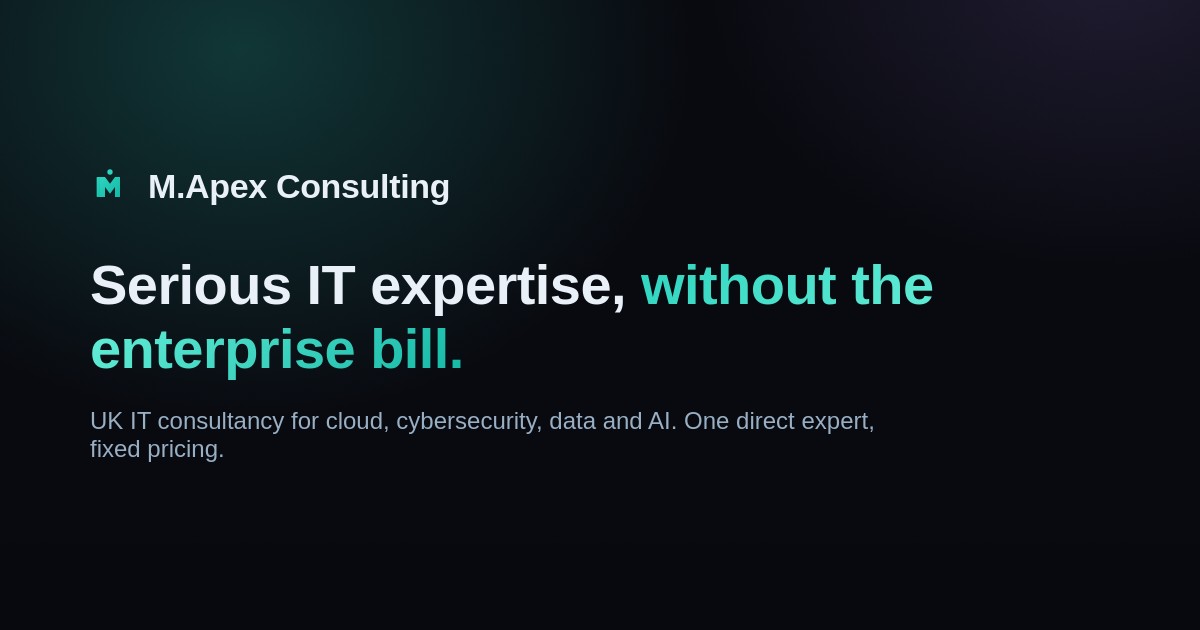 M.Apex Consulting
Serious IT expertise, without the
enterprise bill.
UK IT consultancy for cloud, cybersecurity, data and AI. One direct expert,
fixed pricing.